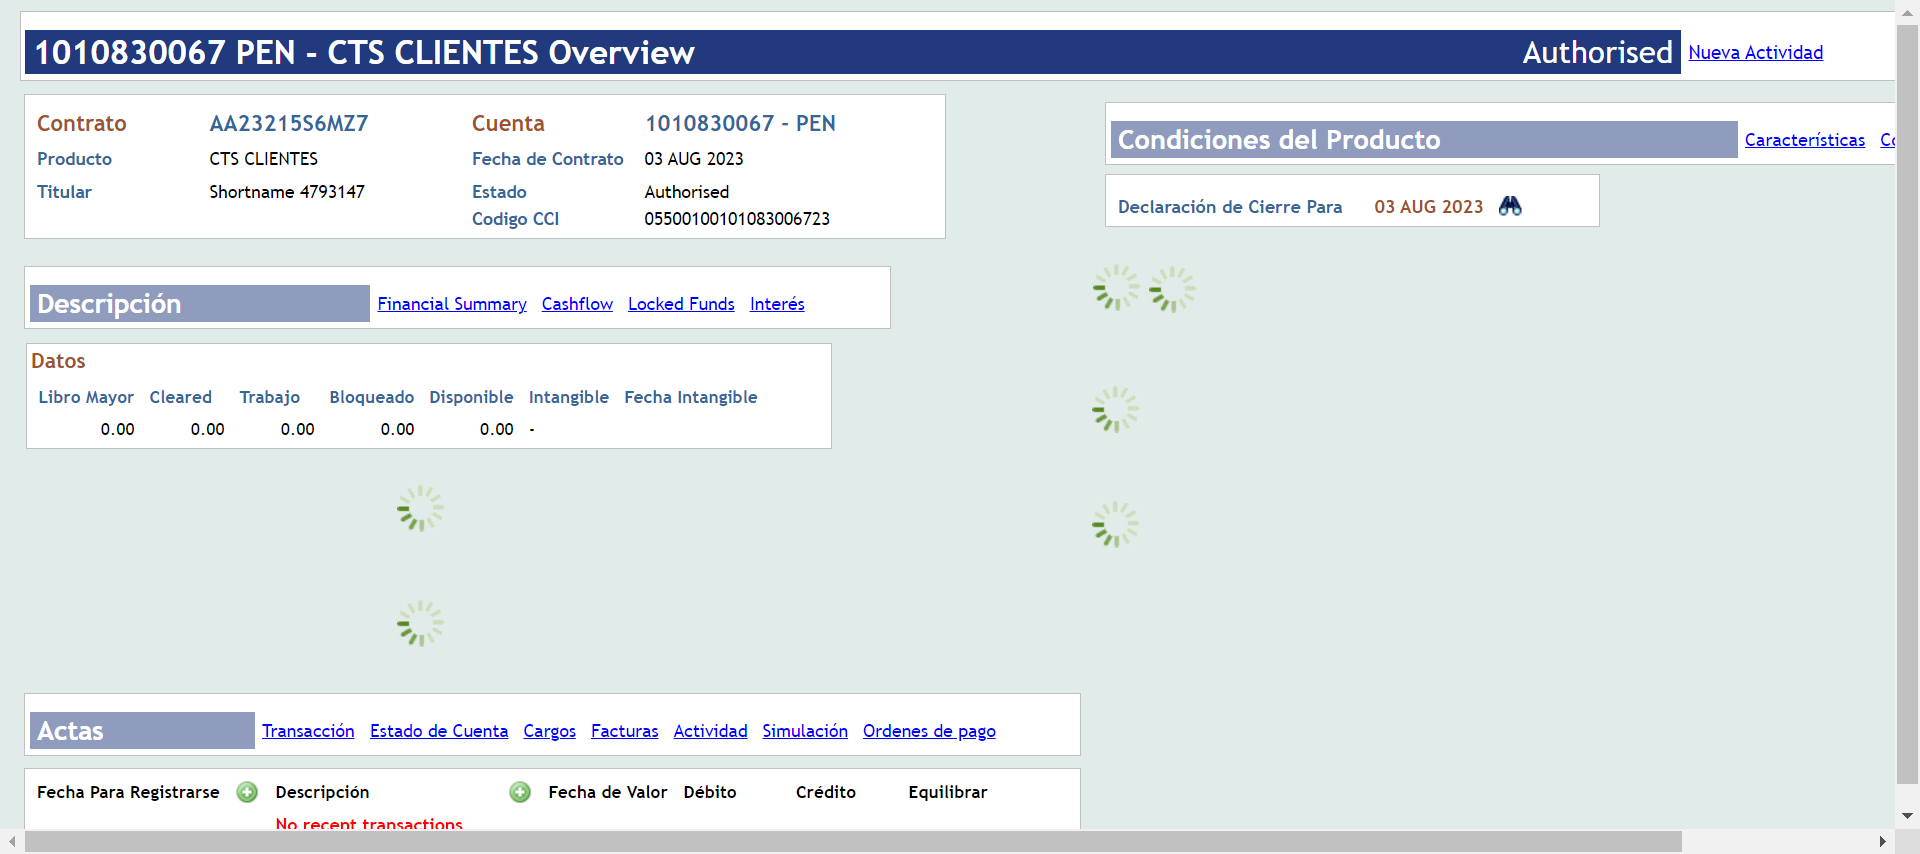 1010830067 PEN - CTS CLIENTES Overview Authorised Nueva Actividad
Contrato AA23215S6MZ7 Cuenta 1010830067 - PEN
Producto CTS CLIENTES Fecha de Contrato 03 AUG 2023
Titular Shortname 4793147 Estado Authorised
Codigo CCI 05500100101083006723
Condiciones del Producto Características
Declaración de Cierre Para 03 AUG 2023
Descripción Financial Summary Cashflow Locked Funds Interés
Datos
Libro Mayor Cleared Trabajo Bloqueado Disponible Intangible Fecha Intangible
0.00 0.00 0.00 0.00 0.00 -
Actas Transacción Estado de Cuenta Cargos Facturas Actividad Simulación Ordenes de pago
Fecha Para Registrarse Descripción Fecha de Valor Débito Crédito Equilibrar
No recent transactions